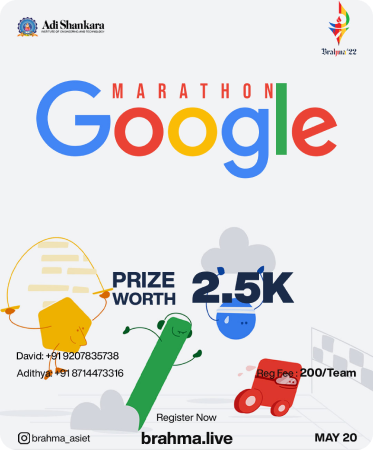 Adi Shankara
INSTITUTE OF ENGINEERING AND TECHNOLOGY
Brahma '22
MARATHON
Google
PRIZE
WORTH
2.5K
David: +91 9207835738
Adithya: +91 8714473316
Reg Fee : 200/Team
Register Now
brahma_asiet
brahma.live
MAY 20